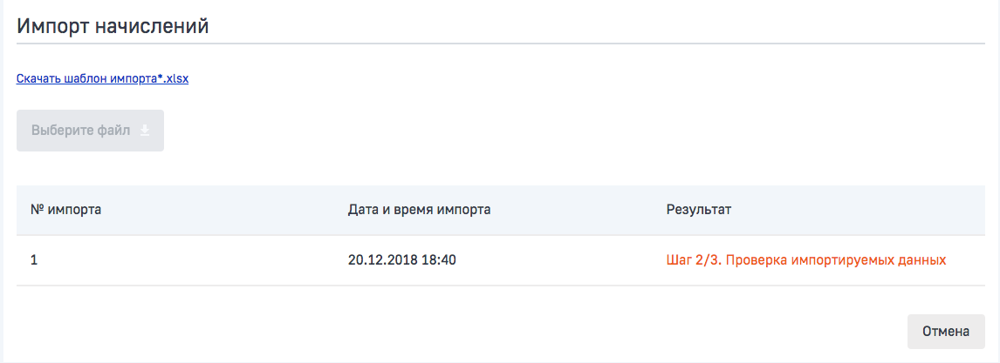 Импорт начислений
Скачать шаблон импорта*.xlsx
Выберите файл
№ импорта Дата и время импорта Результат
1 20.12.2018 18:40 Шаг 2/3. Проверка импортируемых данных
Отмена